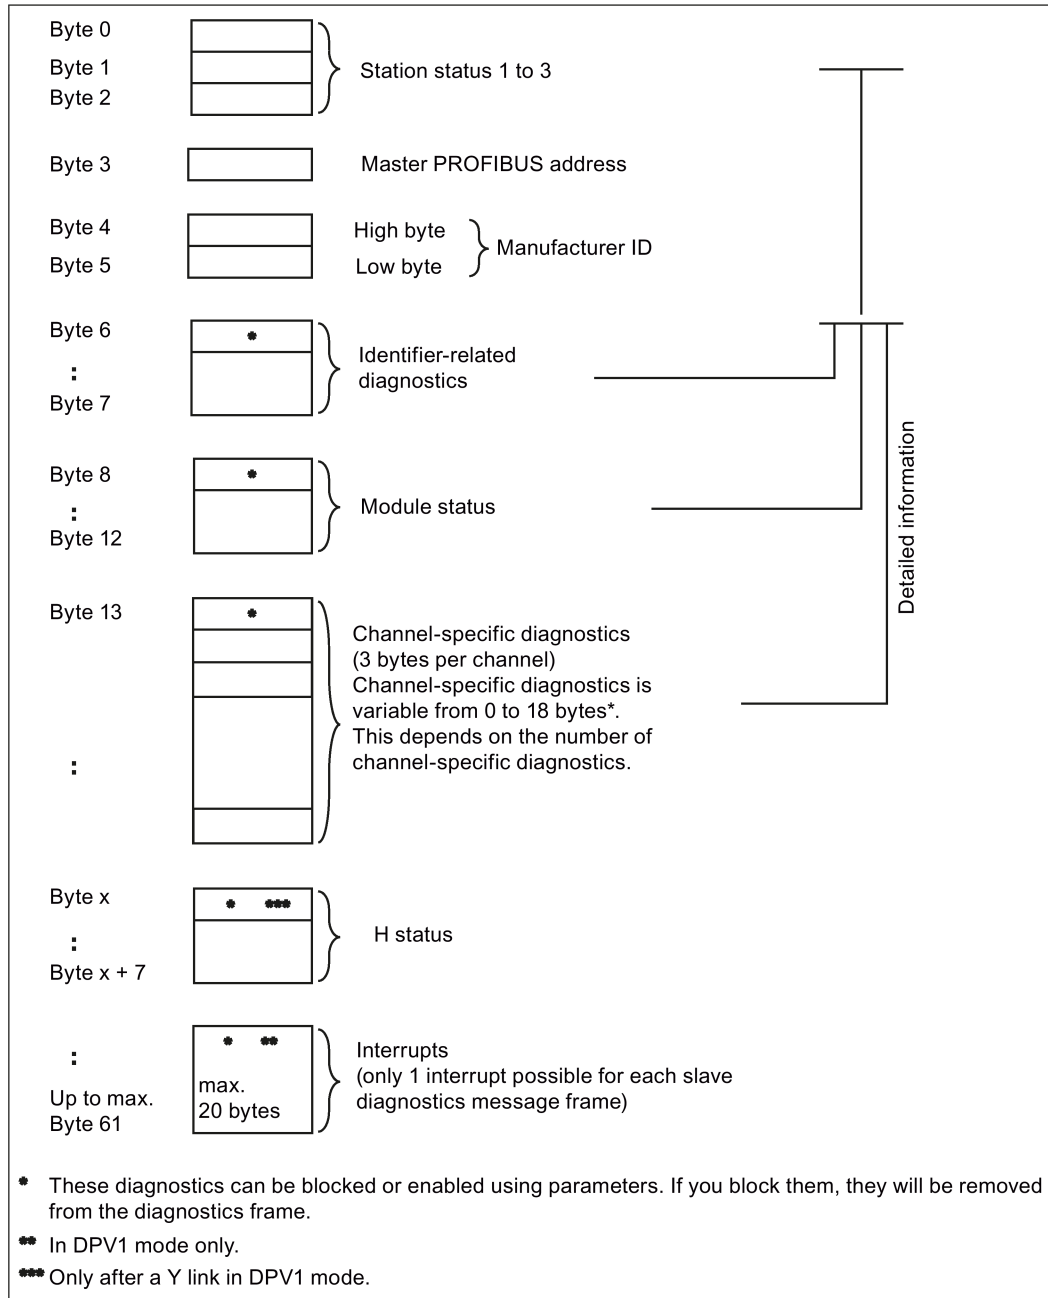 Byte 0
Byte 1
Byte 2
Station status 1 to 3
Byte 3
Master PROFIBUS address
Byte 4
High byte
Byte 5
Low byte
Manufacturer ID
Byte 6
*
:
Byte 7
Identifier-related
diagnostics
Byte 8
*
:
Byte 12
Module status
Detailed information
Byte 13
*
:
Channel-specific diagnostics
(3 bytes per channel)
Channel-specific diagnostics is
variable from 0 to 18 bytes*.
This depends on the number of
channel-specific diagnostics.
Byte x
* ***
:
Byte x + 7
H status
:
Up to max.
Byte 61
* **
max.
20 bytes
Interrupts
(only 1 interrupt possible for each slave
diagnostics message frame)
* These diagnostics can be blocked or enabled using parameters. If you block them, they will be removed
from the diagnostics frame.
** In DPV1 mode only.
*** Only after a Y link in DPV1 mode.